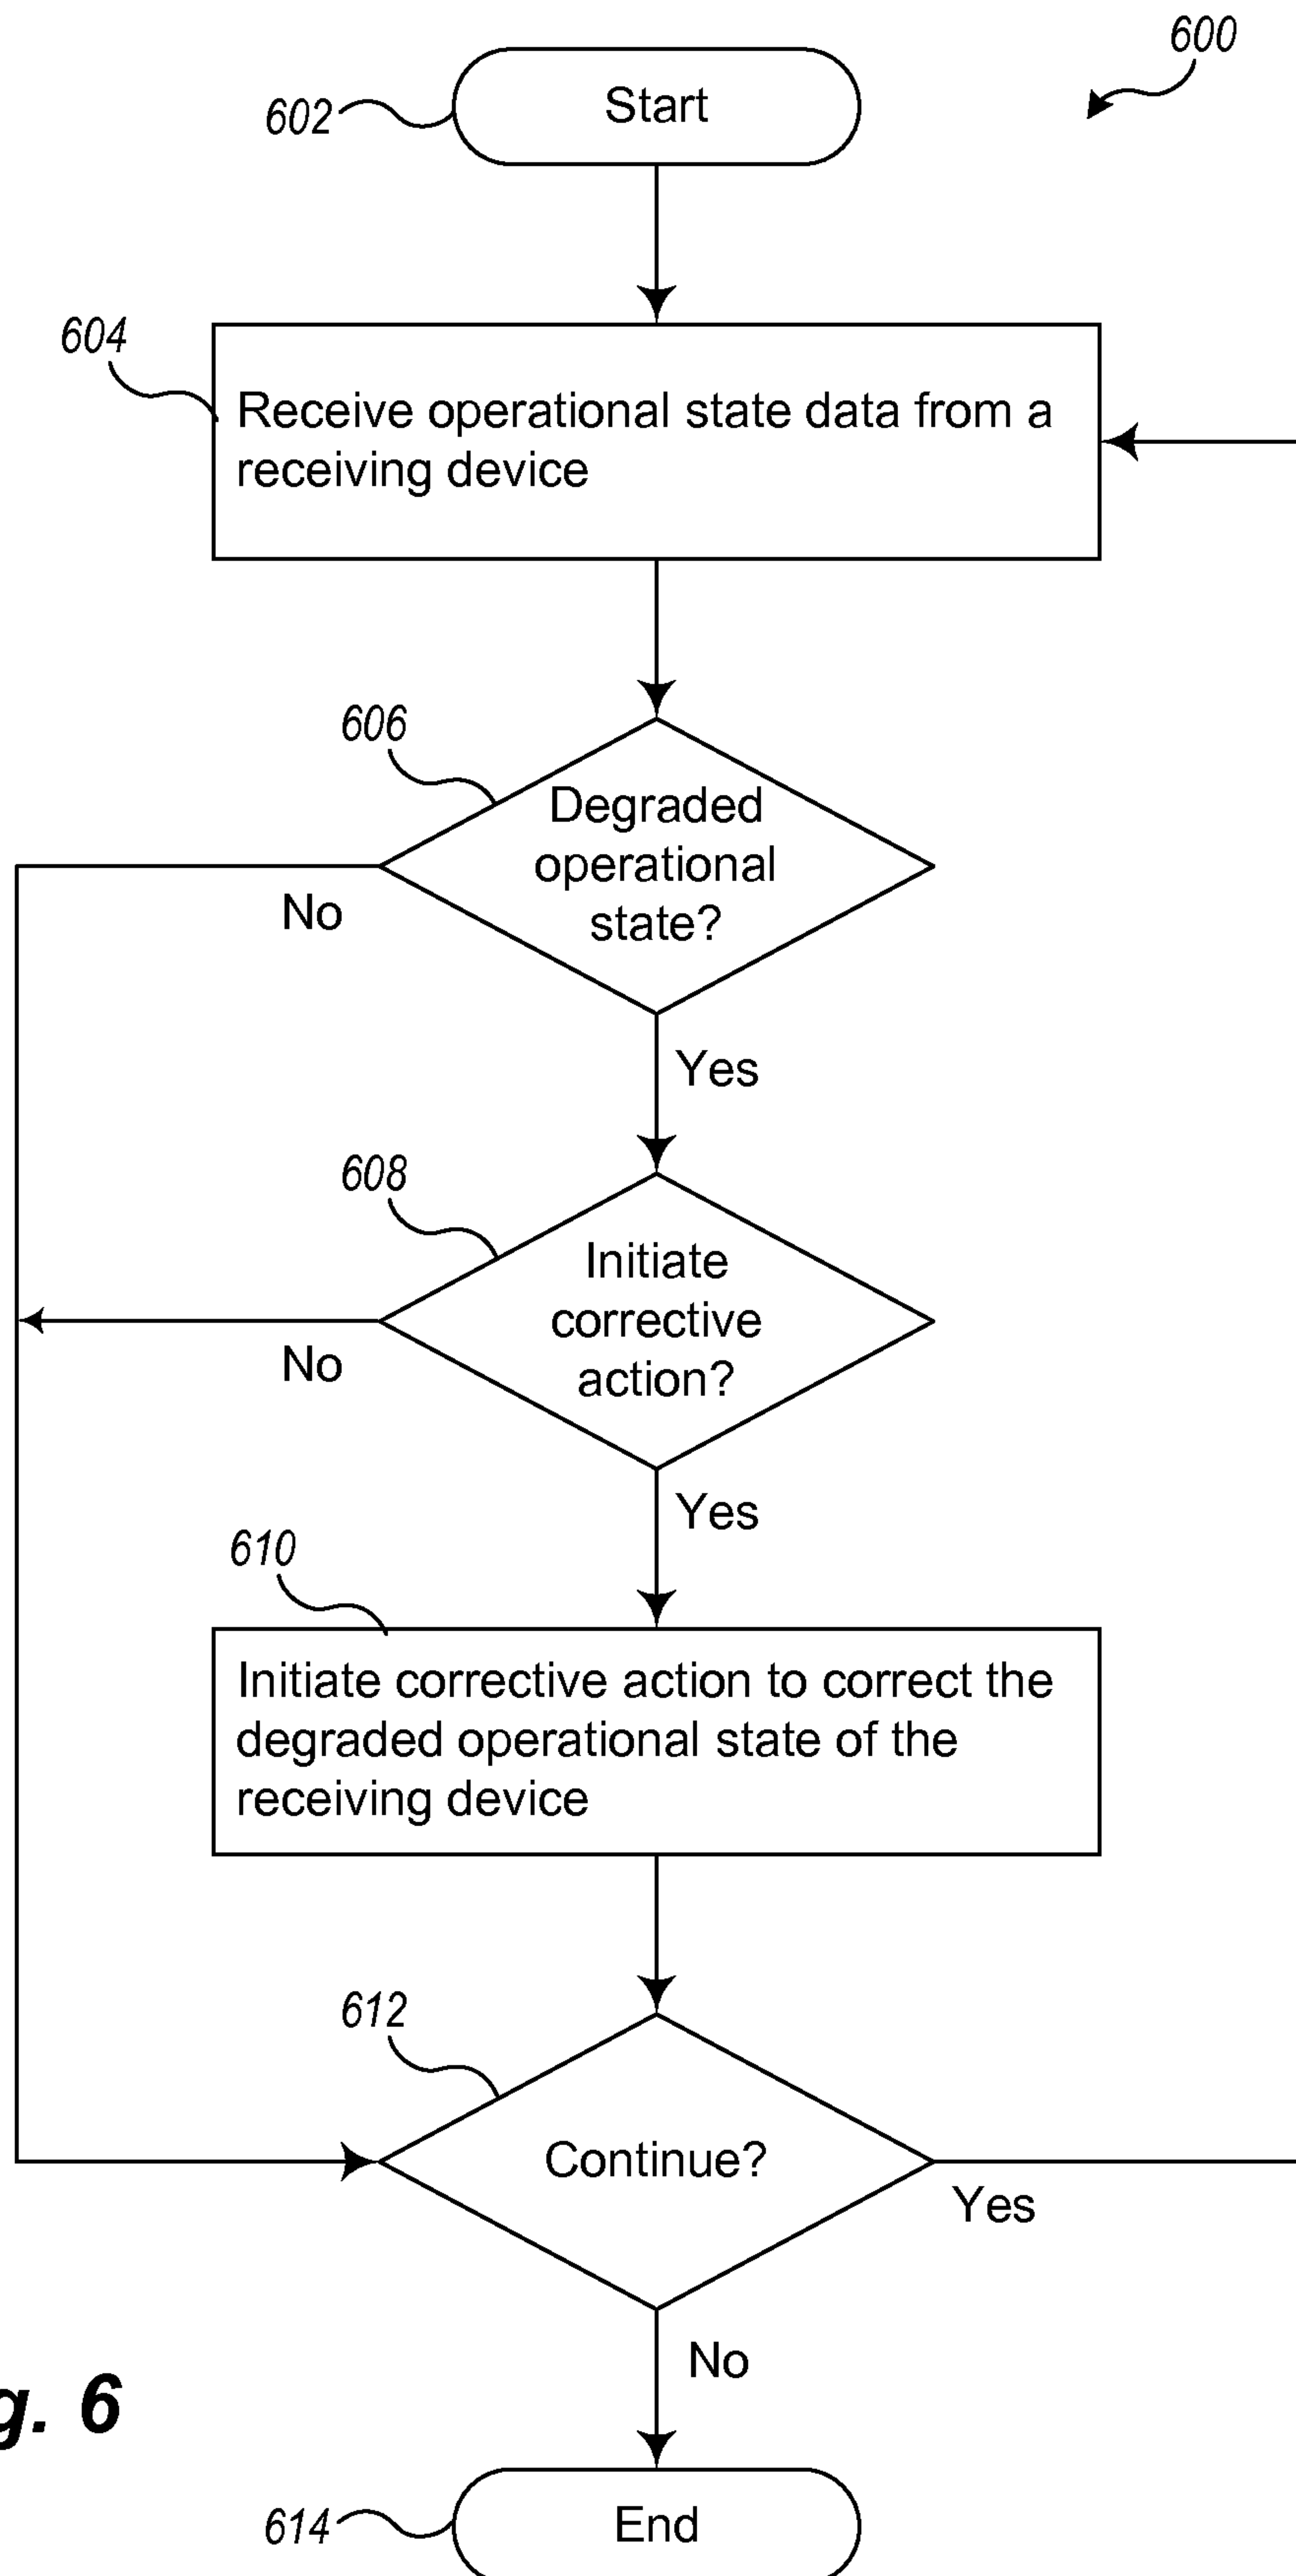 600
602
Start
604
Receive operational state data from a
receiving device
606
Degraded
operational
state?
No
Yes
608
Initiate
corrective
action?
No
Yes
610
Initiate corrective action to correct the
degraded operational state of the
receiving device
612
Continue?
Yes
No
g. 6
614
End